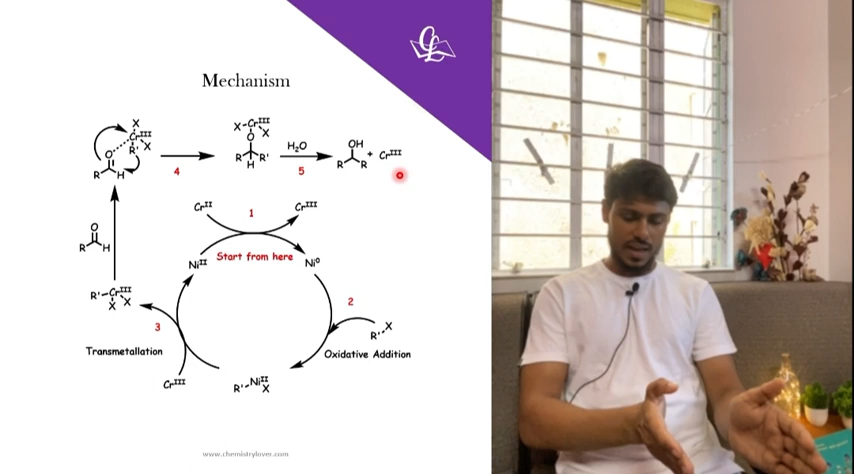 Mechanism
X
Cr^III
O
R'
X
R
H
4
X-Cr^III
O
X
R
R'
H
H₂O
5
OH
R
R
+ Cr^III
Cr^II
1
Cr^III
Ni^II
Start from here
Ni^0
O
R
H
R'-Cr^III
X
X
2
R'
X
3
Transmetallation
Oxidative Addition
Cr^III
R'-Ni^II
X
www.chemistrylover.com